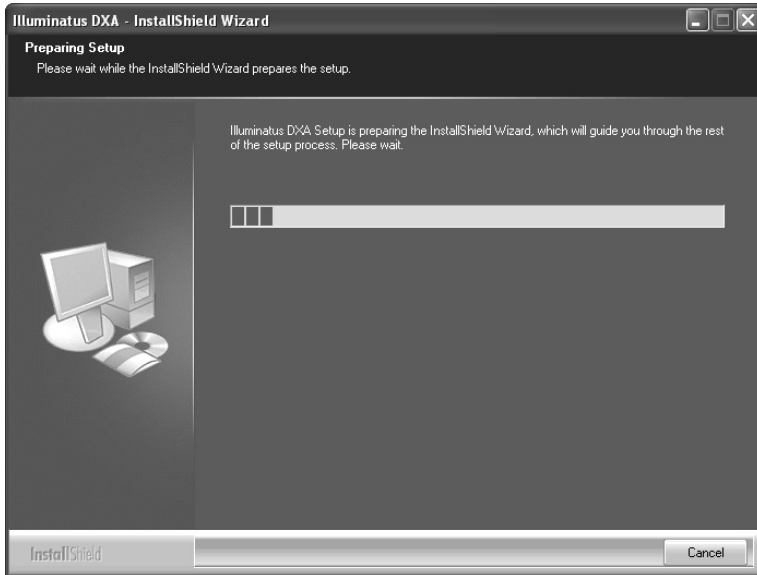 Illuminatus DXA - InstallShield Wizard
Preparing Setup
Please wait while the InstallShield Wizard prepares the setup.
Illuminatus DXA Setup is preparing the InstallShield Wizard, which will guide you through the rest
of the setup process. Please wait.
InstallShield
Cancel